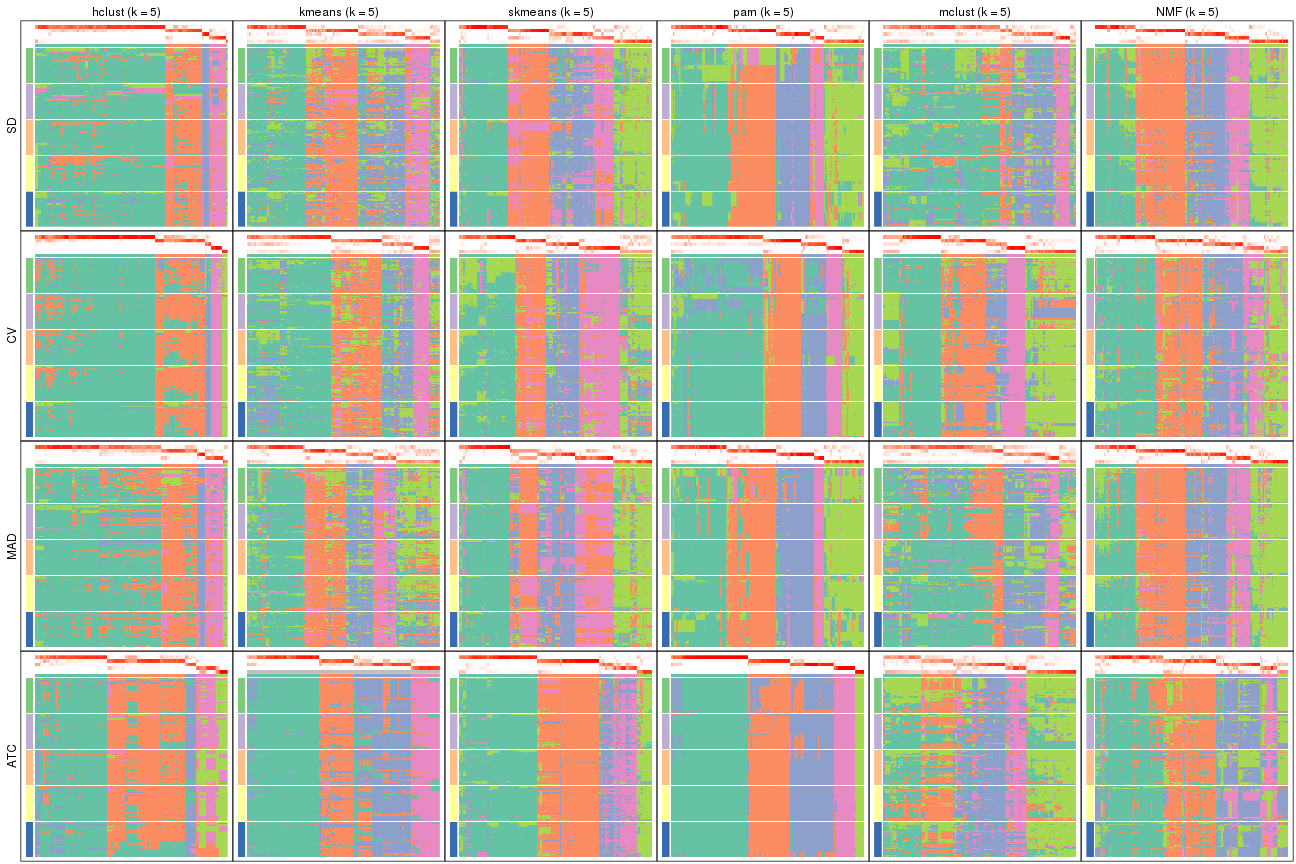 hclust (k = 5)
kmeans (k = 5)
skmeans (k = 5)
pam (k = 5)
mclust (k = 5)
NMF (k = 5)
SD
CV
MAD
ATC